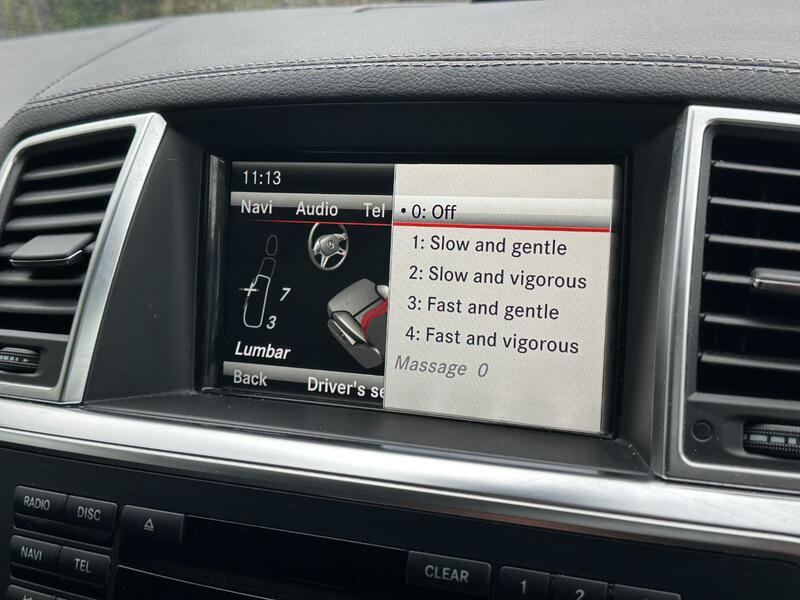 11:13
Navi Audio Tel
7
3
Lumbar
Back Driver's se
• 0: Off
1: Slow and gentle
2: Slow and vigorous
3: Fast and gentle
4: Fast and vigorous
Massage 0
RADIO DISC
NAVI TEL
CLEAR
1 2